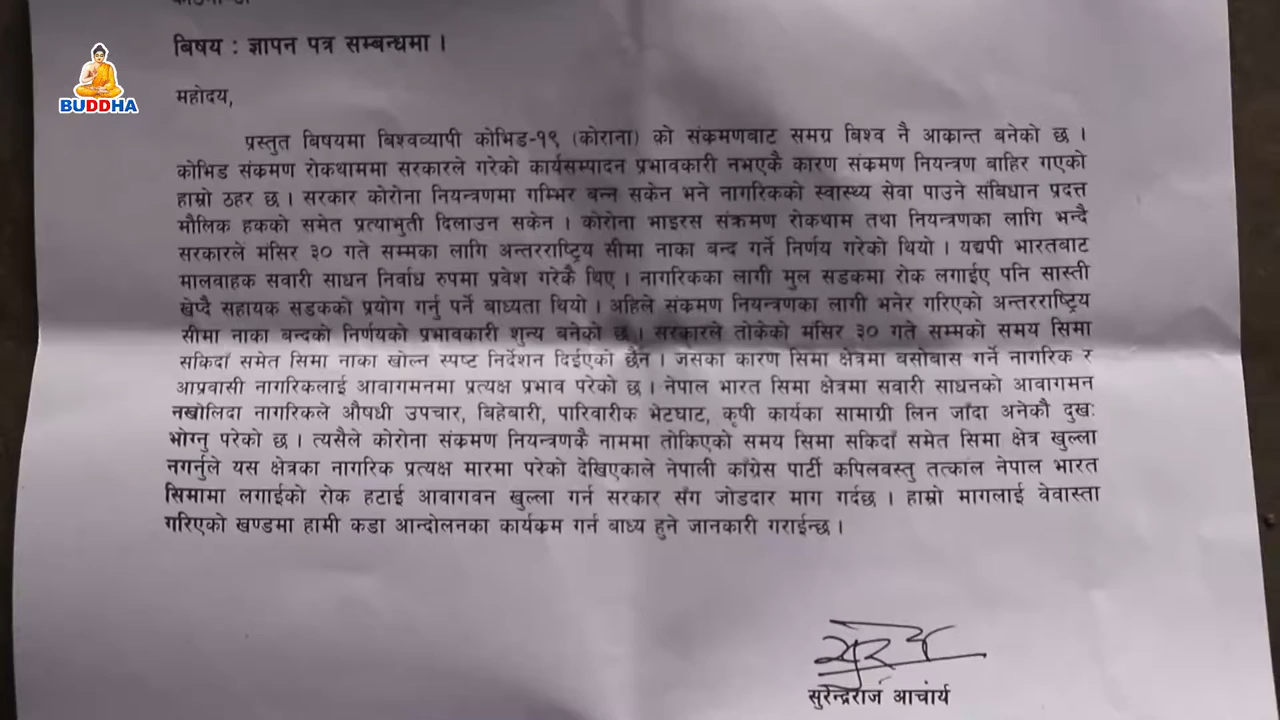 BUDDHA
बिषय : ज्ञापन पत्र सम्बन्धमा ।
महोदय,
प्रस्तुत बिषयमा बिश्वव्यापी कोभिड-१९ (कोराना) को संक्रमणबाट समग्र बिश्व नै आकान्त बनेको छ ।
कोभिड संक्रमण रोकथाममा सरकारले गरेको कार्यसम्पादन प्रभावकारी नभएकै कारण संक्रमण नियन्त्रण बाहिर गएको
हाम्रो ठहर छ । सरकार कोरोना नियन्त्रणमा गम्भिर बन्न सकेन भने नागरिकको स्वास्थ्य सेवा पाउने संबिधान प्रदत्त
मौलिक हकको समेत प्रत्याभुती दिलाउन सकेन । कोरोना भाइरस संक्रमण रोकथाम तथा नियन्त्रणका लागि भन्दै
सरकारले मंसिर ३० गते सम्मका लागि अन्तरराष्ट्रिय सीमा नाका बन्द गर्ने निर्णय गरेको थियो । यद्यपी भारतबाट
मालवाहक सवारी साधन निर्वाध रुपमा प्रवेश गरेकै थिए । नागरिकका लागी मुल सडकमा रोक लगाईए पनि सास्ती
खेप्दै सहायक सडकको प्रयोग गर्नु पर्ने बाध्यता थियो । अहिले संक्रमण नियन्त्रणका लागी भनेर गरिएको अन्तरराष्ट्रिय
सीमा नाका बन्दको निर्णयको प्रभावकारी शुन्य बनेको छ । सरकारले तोकेको मंसिर ३० गते सम्मको समय सिमा
सकिदाँ समेत सिमा नाका खोल्न स्पष्ट निर्देशन दिईएको छैन । जसका कारण सिमा क्षेत्रमा बसोबास गर्ने नागरिक र
आप्रवासी नागरिकलाई आवागमनमा प्रत्यक्ष प्रभाव परेको छ । नेपाल भारत सिमा क्षेत्रमा सवारी साधनको आवागमन
नखोलिदा नागरिकले औषधी उपचार, बिहेबारी, पारिवारीक भेटघाट, कृषी कार्यका सामाग्री लिन जाँदा अनेकौ दुखः
भोग्नु परेको छ । त्यसैले कोरोना संक्रमण नियन्त्रणकै नाममा तोकिएको समय सिमा सकिदाँ समेत सिमा क्षेत्र खुल्ला
नगर्नुले यस क्षेत्रका नागरिक प्रत्यक्ष मारमा परेको देखिएकाले नेपाली काँग्रेस पार्टी कपिलवस्तु तत्काल नेपाल भारत
सिमामा लगाईको रोक हटाई आवागवन खुल्ला गर्न सरकार सँग जोडदार माग गर्दछ । हाम्रो मागलाई वेवास्ता
गरिएको खण्डमा हामी कडा आन्दोलनका कार्यक्रम गर्न बाध्य हुने जानकारी गराईन्छ ।
सुरेन्द्रराज आचार्य